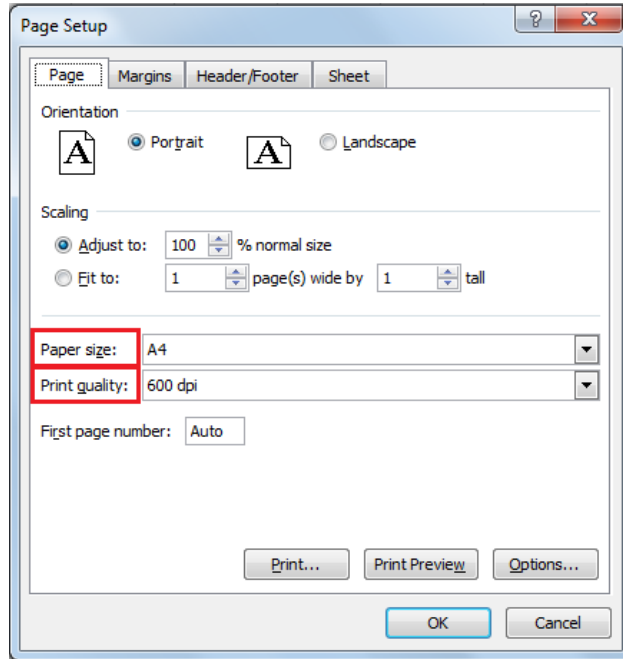 Page Setup
Page Margins Header/Footer Sheet
Orientation
A Portrait A Landscape
Scaling
Adjust to: 100 % normal size
Fit to: 1 page(s) wide by 1 tall
Paper size: A4
Print quality: 600 dpi
First page number: Auto
Print... Print Preview Options...
OK Cancel